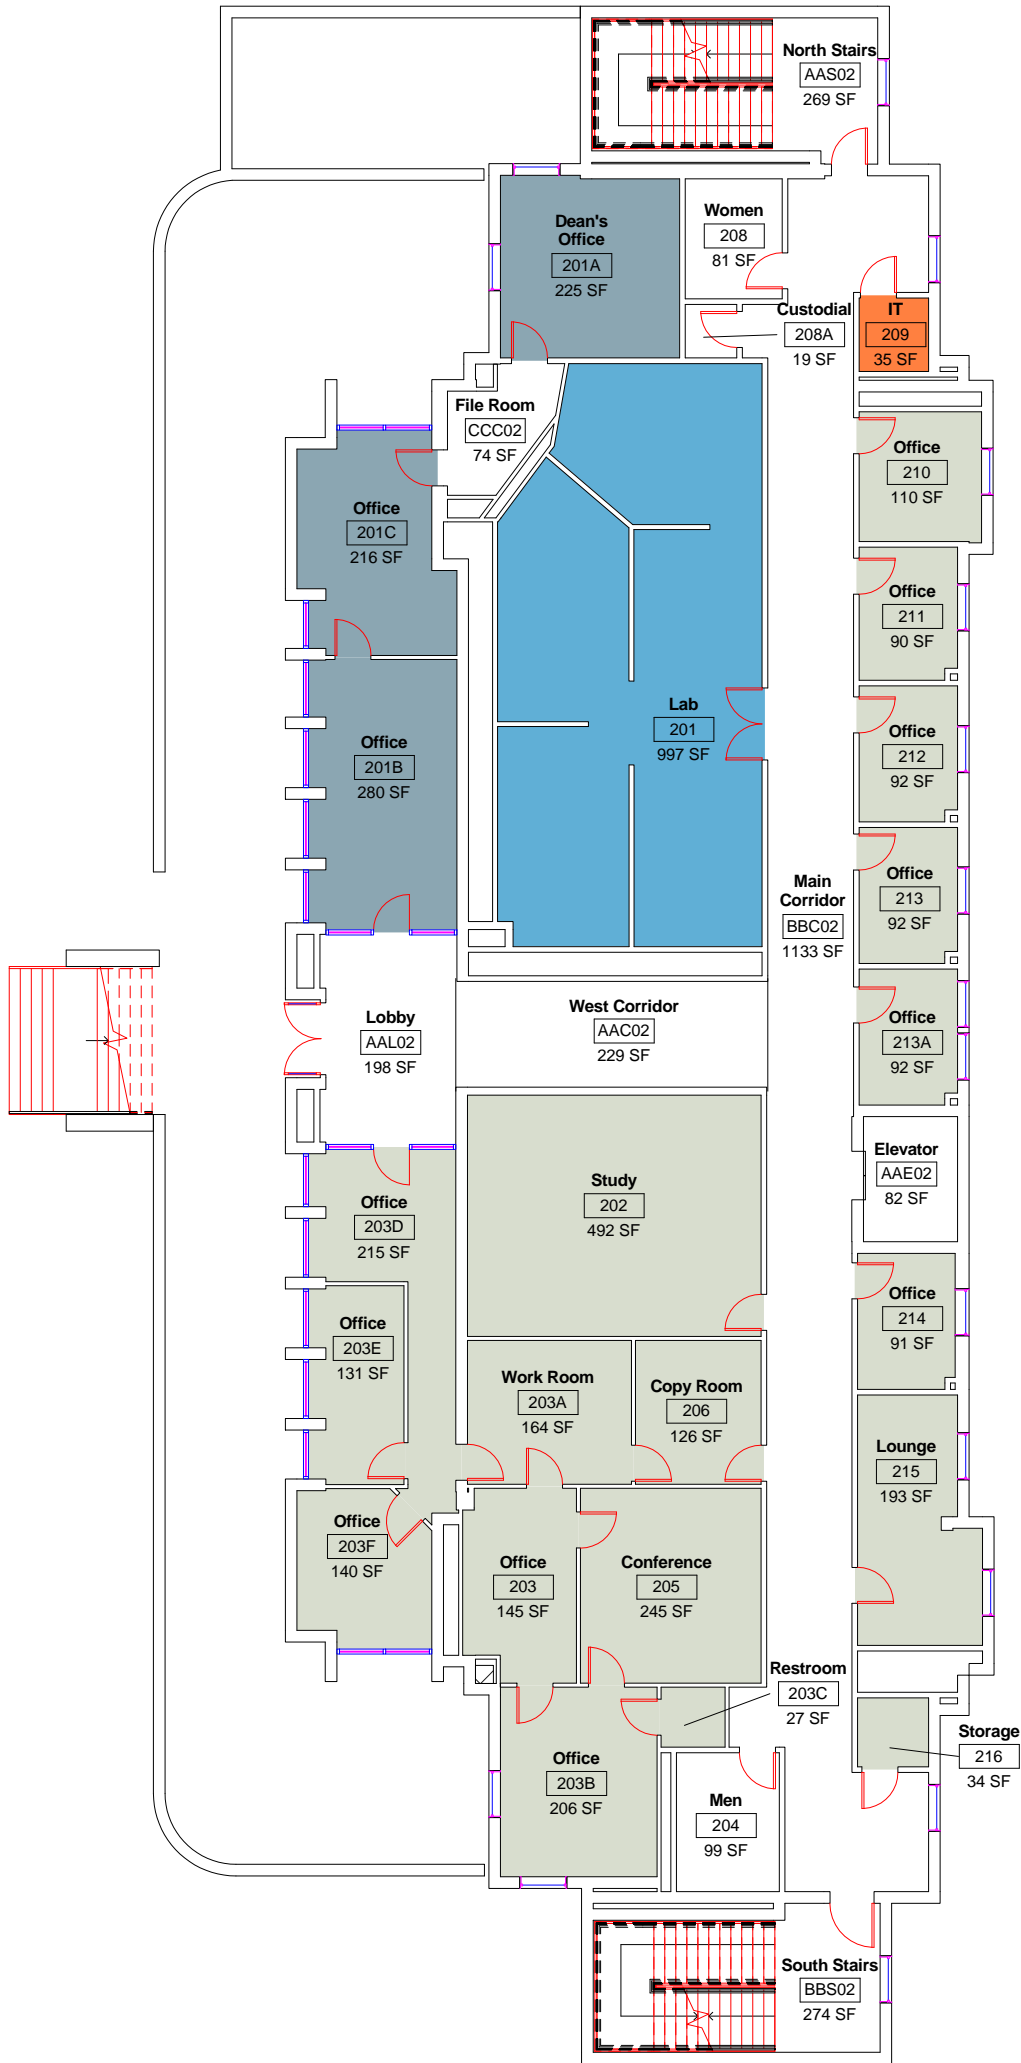 North Stairs
AAS02
269 SF
Women
208
81 SF
Dean's
Office
201A
225 SF
Custodial
208A
19 SF
IT
209
35 SF
File Room
CCC02
74 SF
Office
210
110 SF
Office
201C
216 SF
Office
211
90 SF
Lab
201
997 SF
Office
212
92 SF
Office
201B
280 SF
Office
213
92 SF
Main
Corridor
BBC02
1133 SF
Lobby
AAL02
198 SF
West Corridor
AAC02
229 SF
Office
213A
92 SF
Elevator
AAE02
82 SF
Study
202
492 SF
Office
203D
215 SF
Office
214
91 SF
Office
203E
131 SF
Work Room
203A
164 SF
Copy Room
206
126 SF
Lounge
215
193 SF
Office
203F
140 SF
Office
203
145 SF
Conference
205
245 SF
Restroom
203C
27 SF
Storage
216
34 SF
Office
203B
206 SF
Men
204
99 SF
South Stairs
BBS02
274 SF